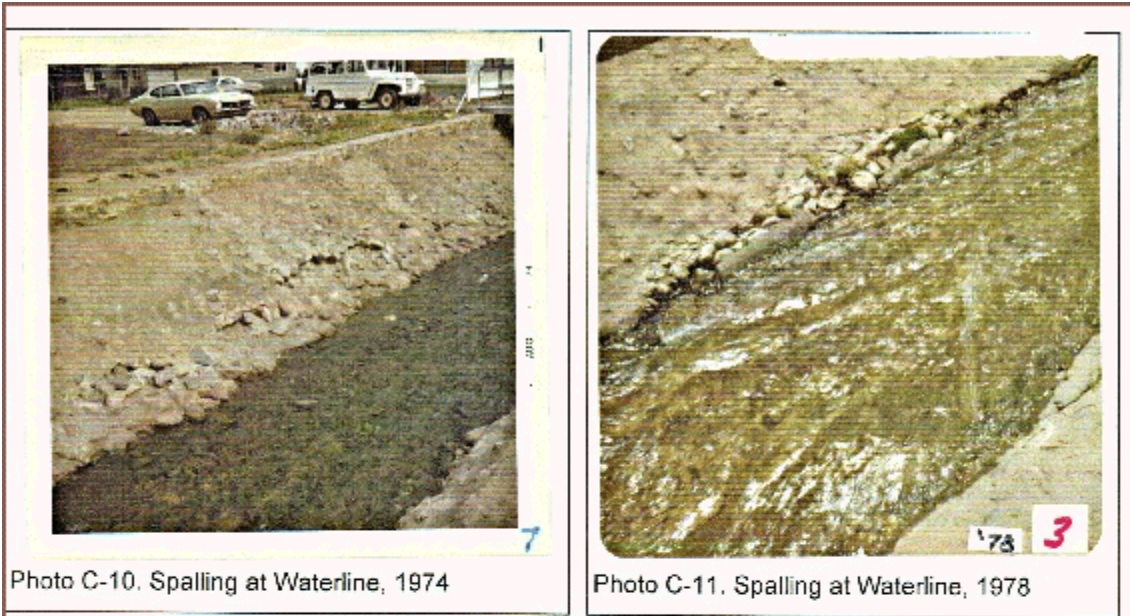 7
'78
3
Photo C-10. Spalling at Waterline, 1974
Photo C-11. Spalling at Waterline, 1978